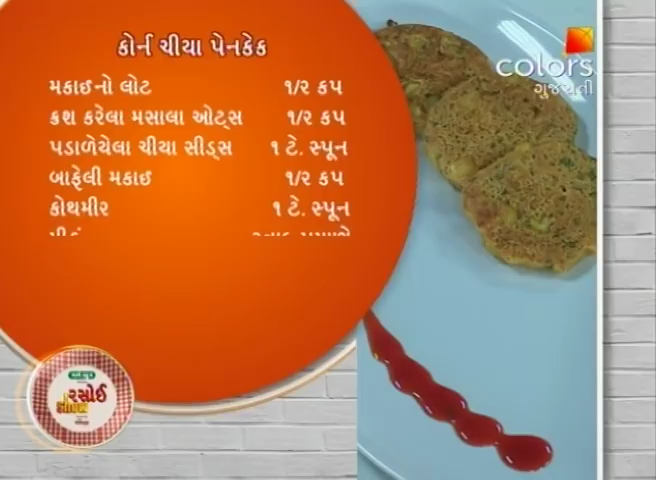 કોર્ન ચીયા પેનકેક
મકાઈનો લોટ ૧/૨ કપ
ક્રશ કરેલા મસાલા ઓટ્સ ૧/૨ કપ
પડાળેયેલા ચીયા સીડ્સ ૧ ટે. સ્પૂન
બાફેલી મકાઇ ૧/૨ કપ
કોથમીર ૧ ટે. સ્પૂન
colors
ગુજરાતી
રસોઈ